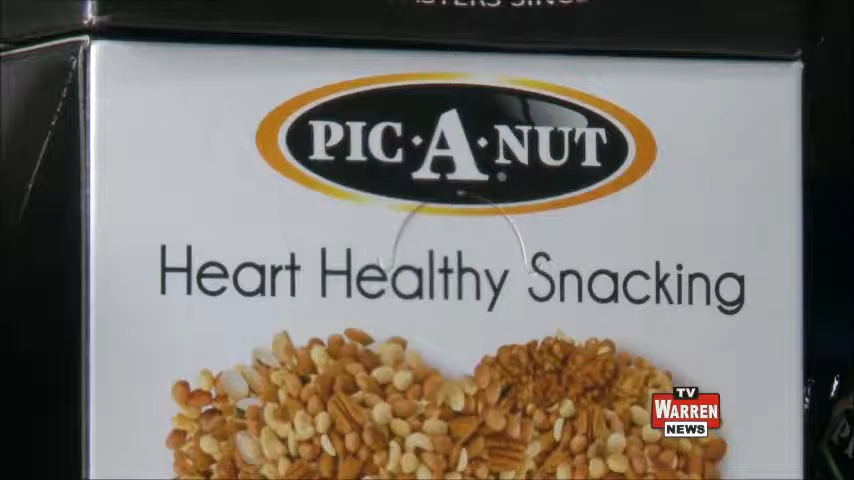 PIC·A·NUT®
Heart Healthy Snacking
TV
WARREN
NEWS